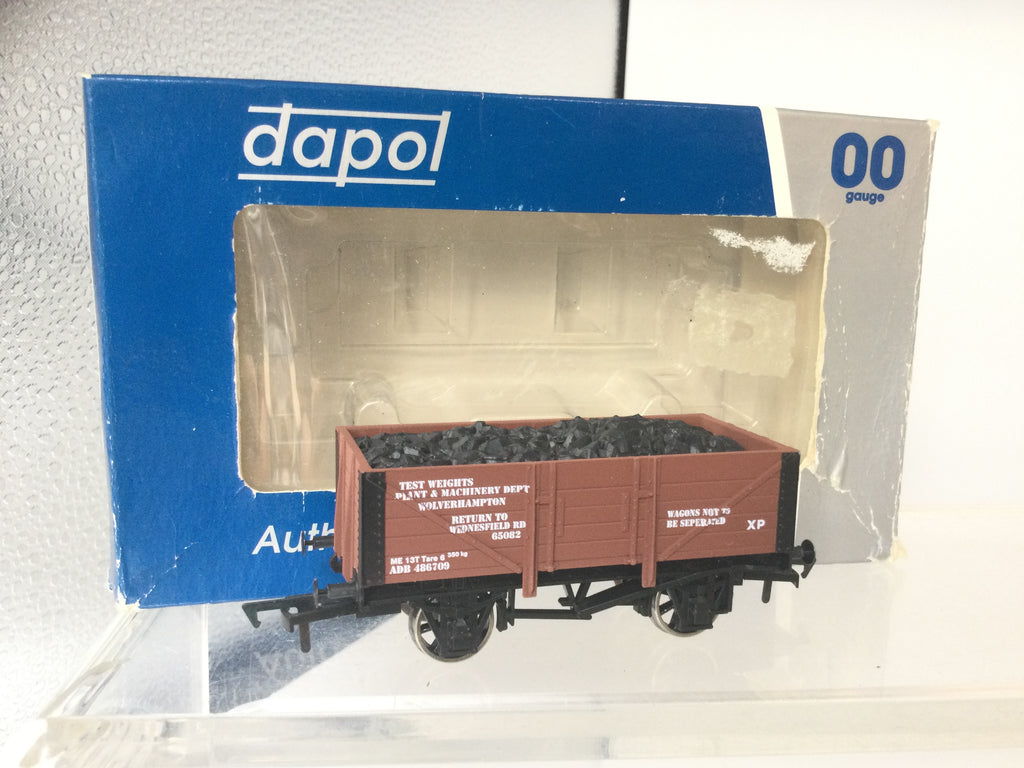 dapol
00
gauge
Auth
TEST WEIGHTS
PLANT & MACHINERY DEPT
WOLVERHAMPTON
RETURN TO
WEDNESFIELD RD
65082
ME 13T Tare 6 350 kg
ADB 486709
WAGONS NOT TO
BE SEPERATED
XP